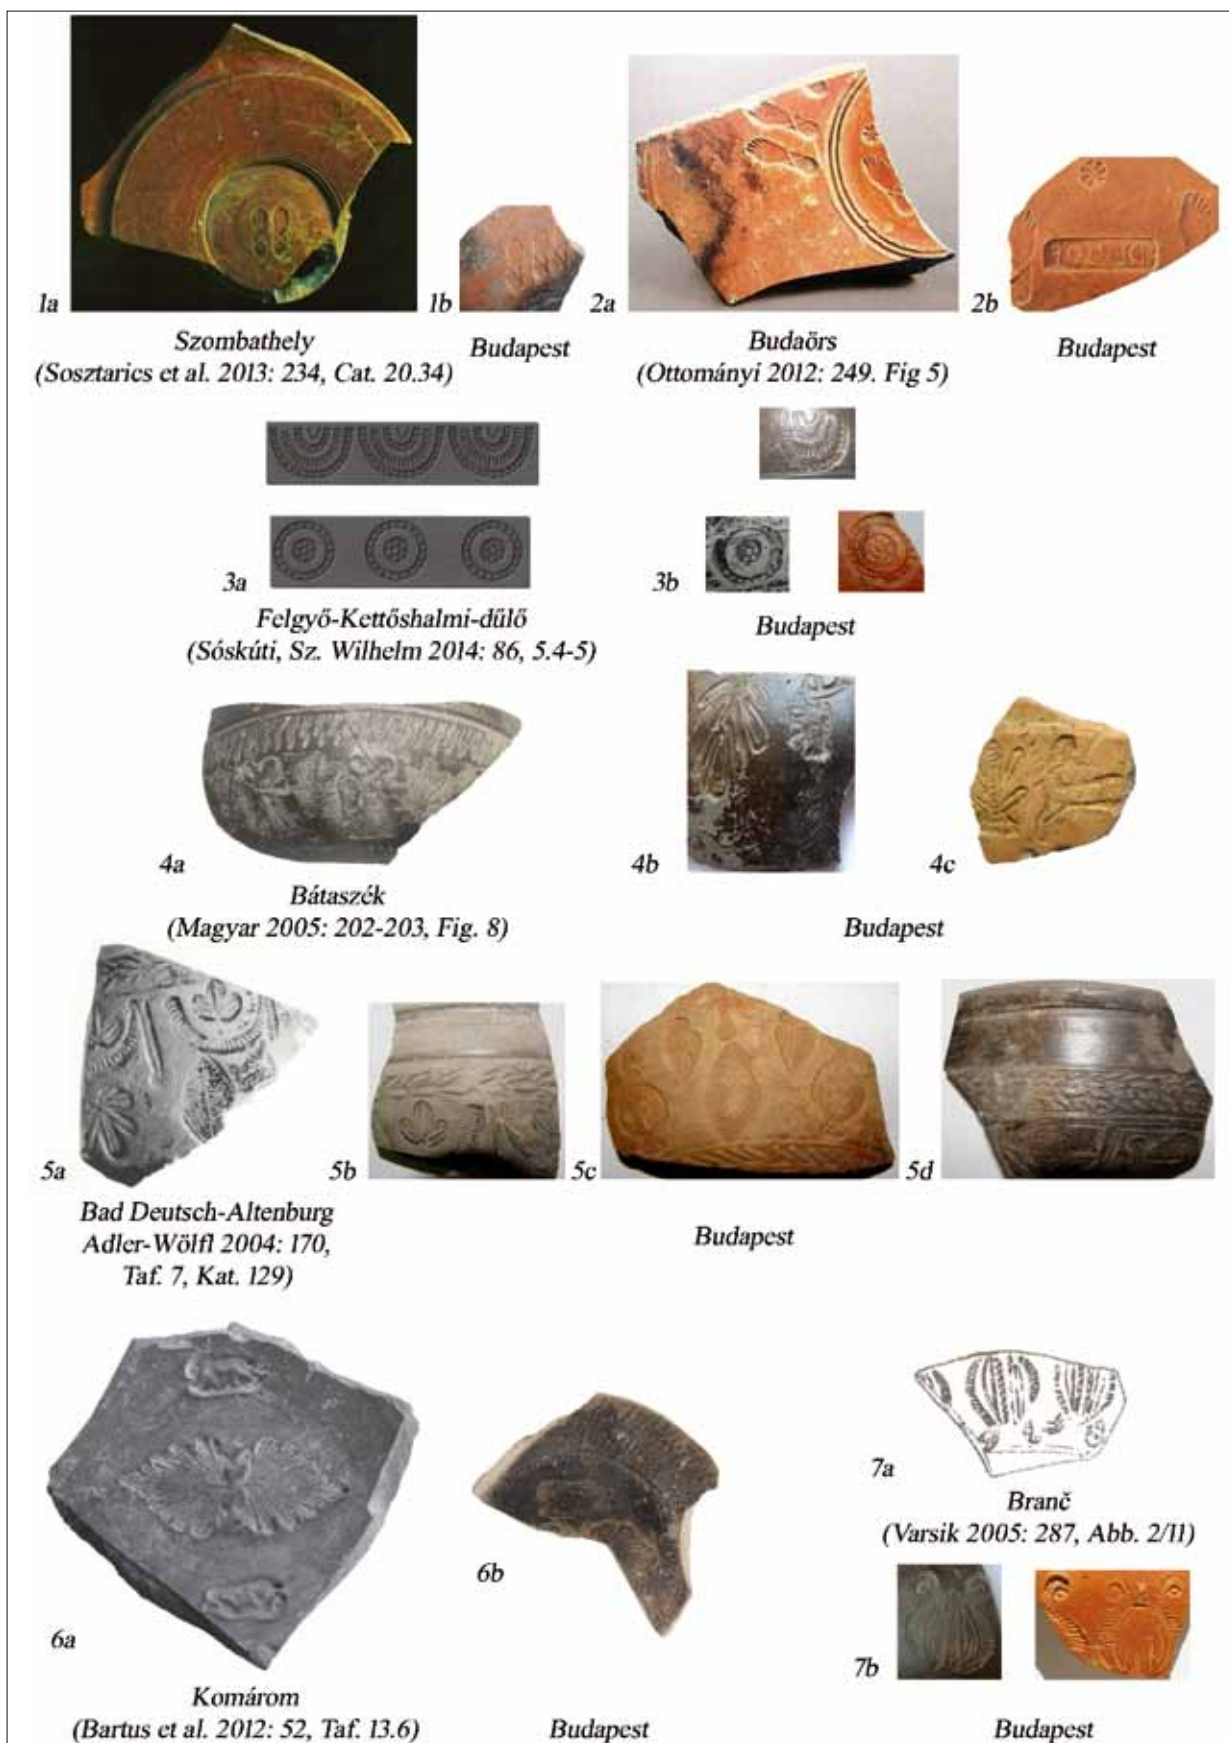 1a
1b
2a
2b
Szombathely
(Sosztarics et al. 2013: 234, Cat. 20.34)
Budapest
Budaörs
(Ottományi 2012: 249. Fig 5)
Budapest
3a
3b
Felgyő-Kettőshalmi-dűlő
(Sóskúti, Sz. Wilhelm 2014: 86, 5.4-5)
Budapest
4a
4b
4c
Bátaszék
(Magyar 2005: 202-203, Fig. 8)
Budapest
5a
5b
5c
5d
Bad Deutsch-Altenburg
Adler-Wölfl 2004: 170,
Taf. 7, Kat. 129)
Budapest
6a
6b
7a
Branč
(Varsik 2005: 287, Abb. 2/11)
7b
Komárom
(Bartus et al. 2012: 52, Taf. 13.6)
Budapest
Budapest